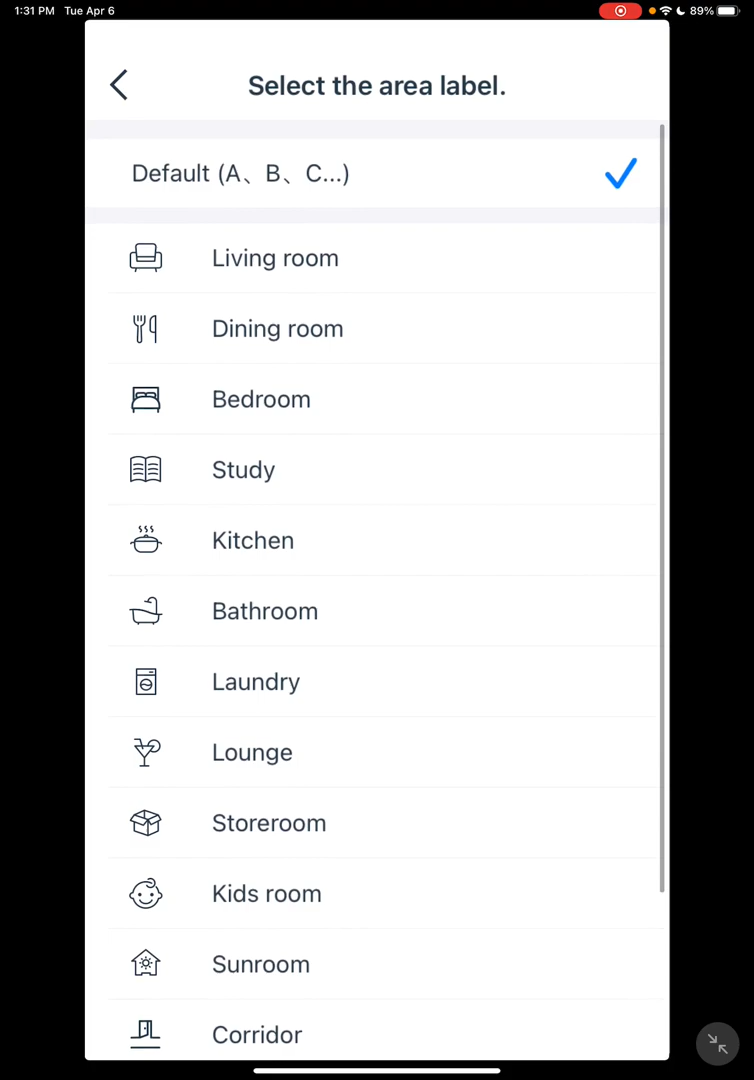 1:31 PM Tue Apr 6 89%
Select the area label.
Default (A、B、C...)
Living room
Dining room
Bedroom
Study
Kitchen
Bathroom
Laundry
Lounge
Storeroom
Kids room
Sunroom
Corridor